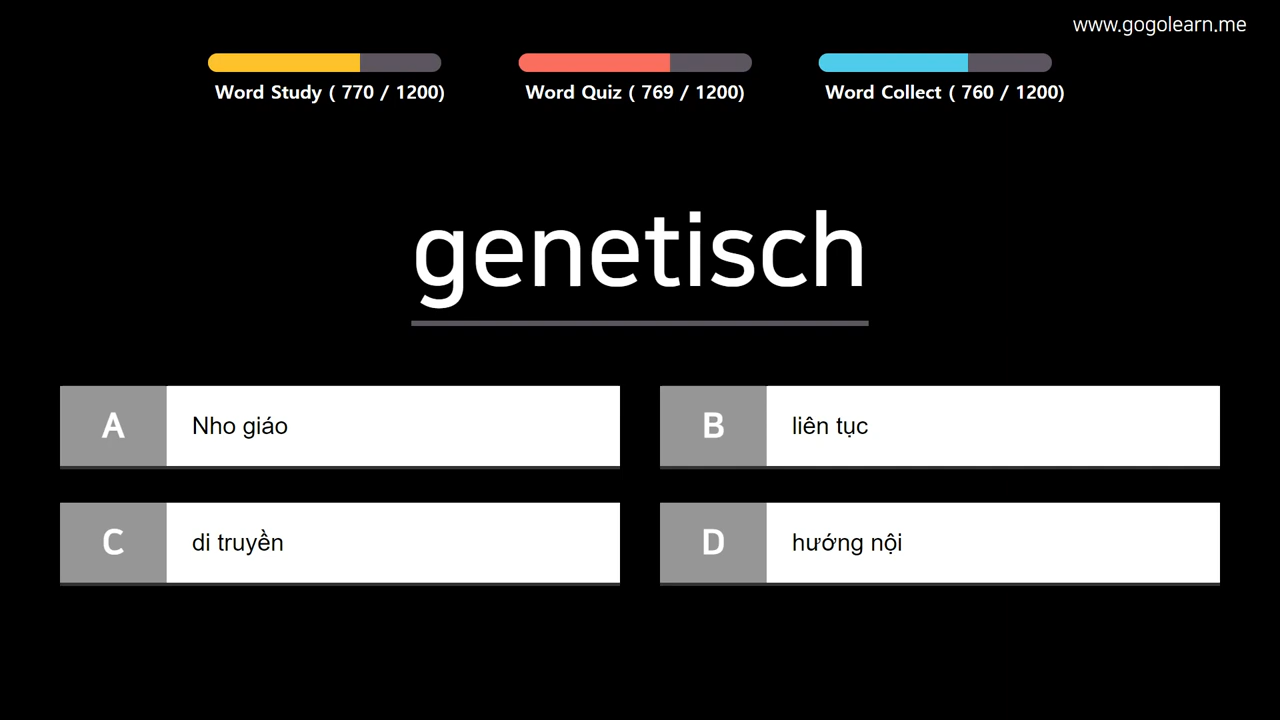 www.gogolearn.me
Word Study ( 770 / 1200)
Word Quiz ( 769 / 1200)
Word Collect ( 760 / 1200)
genetisch
A
Nho giáo
B
liên tục
C
di truyền
D
hướng nội